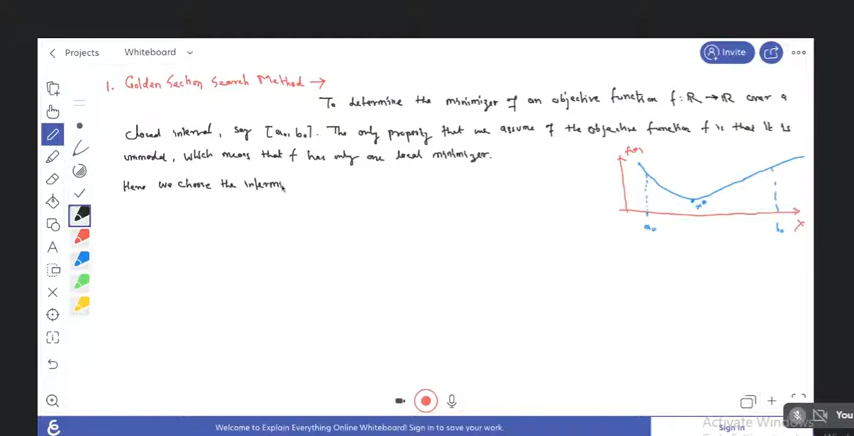 Projects
Whiteboard
Invite
1. Golden Section Search Method →
To determine the minimizer of an objective function f: ℝ → ℝ over a
closed interval, say [a₀, b₀]. The only property that we assume of the objective function f is that it is
unimodal, which means that f has only one local minimizer.
Here we choose the interm
f(x)
x*
a₀
b₀
x
A
Welcome to Explain Everything Online Whiteboard! Sign in to save your work.
Sign in
Activate Windows
You